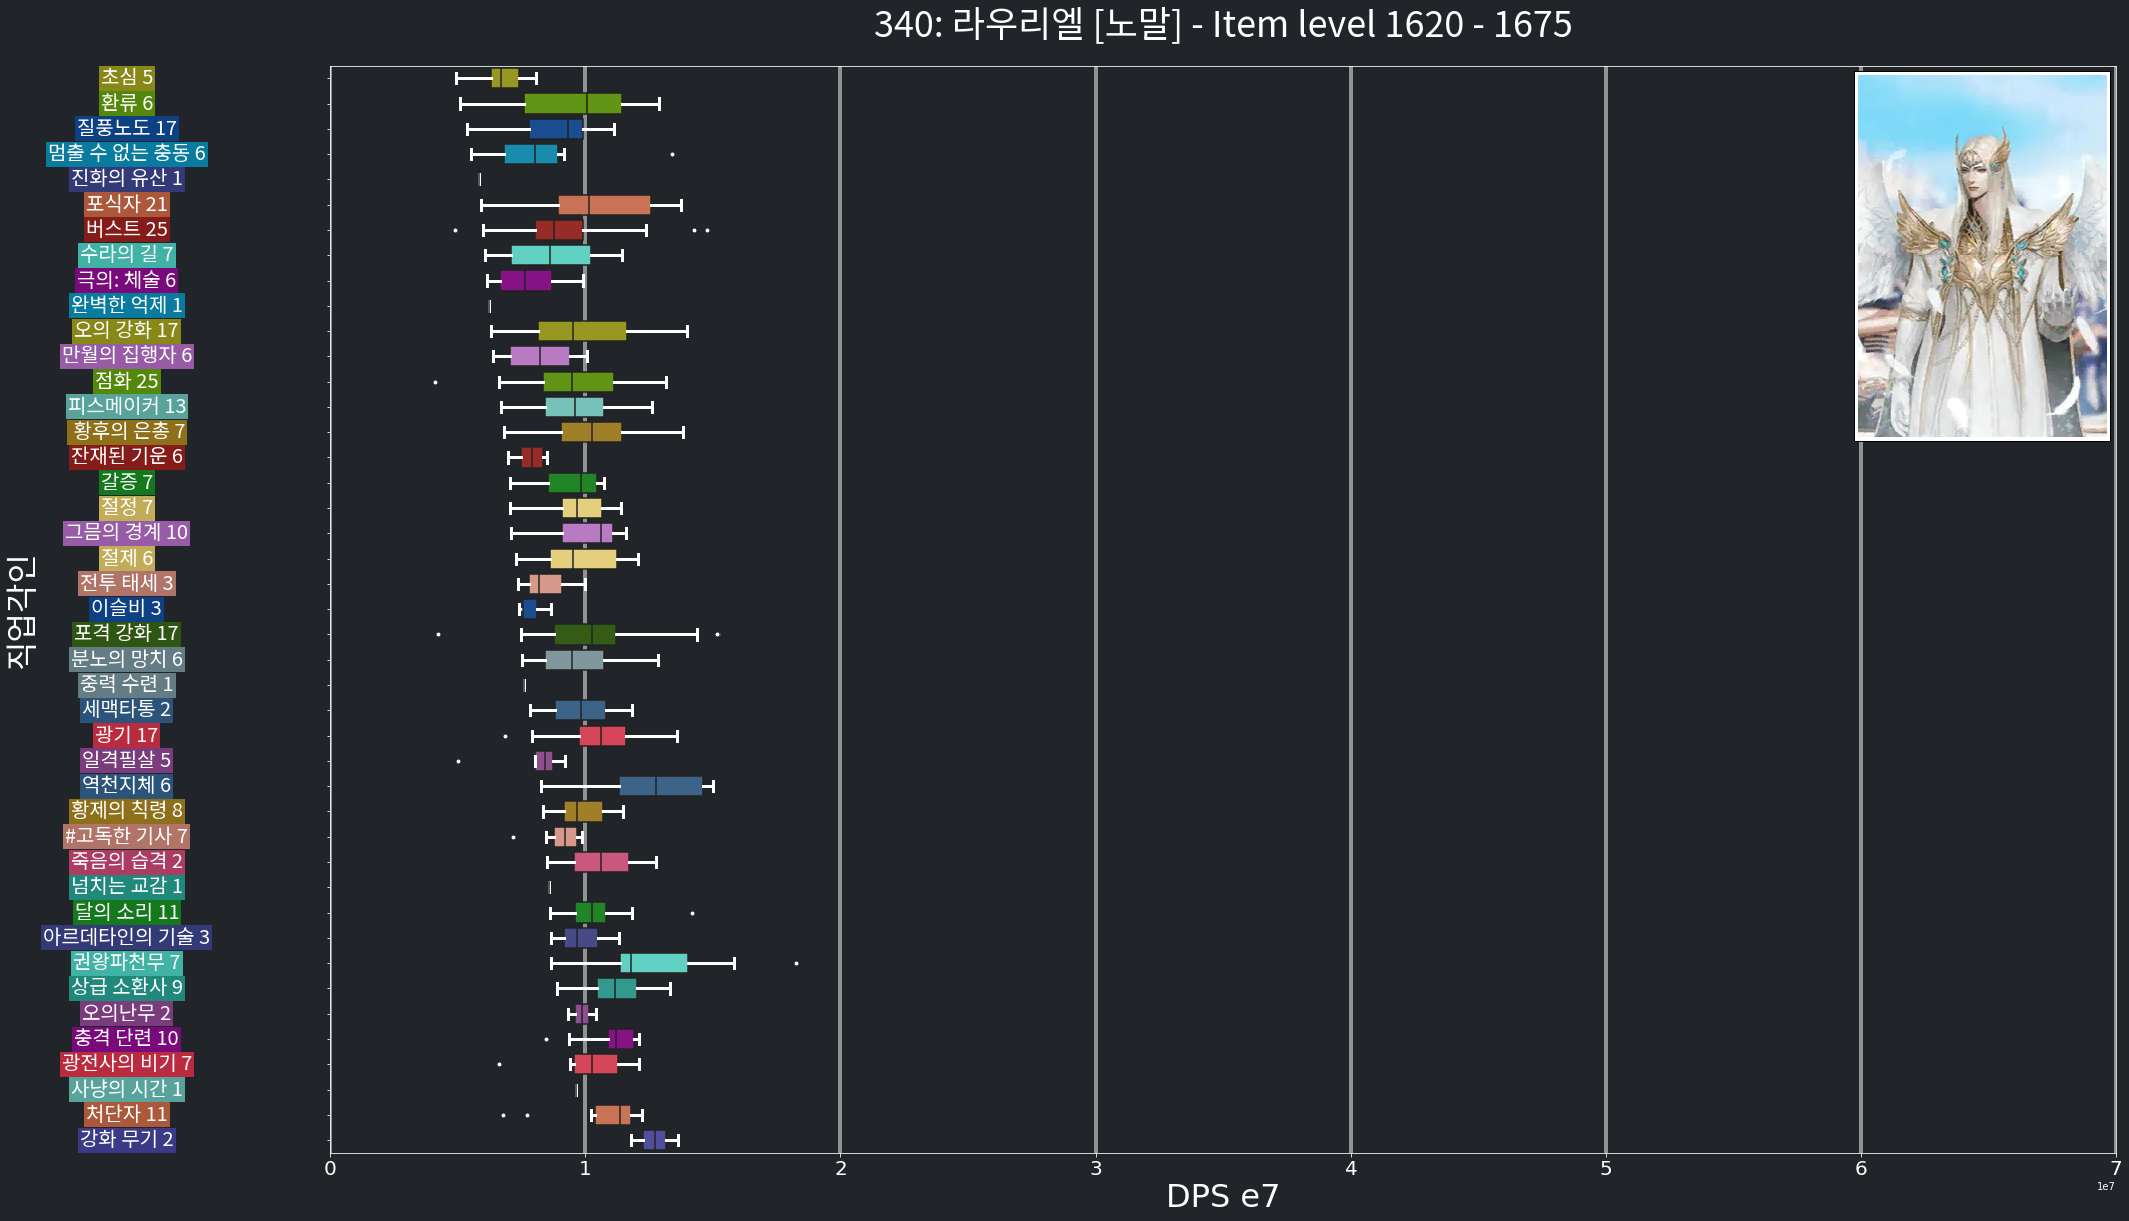 340: 라우리엘 [노말] - Item level 1620 - 1675
직업각인
초심 5
환류 6
질풍노도 17
멈출 수 없는 충동 6
진화의 유산 1
포식자 21
버스트 25
수라의 길 7
극의: 체술 6
완벽한 억제 1
오의 강화 17
만월의 집행자 6
점화 25
피스메이커 13
황후의 은총 7
잔재된 기운 6
갈증 7
절정 7
그믐의 경계 10
절제 6
전투 태세 3
이슬비 3
포격 강화 17
분노의 망치 6
중력 수련 1
세맥타통 2
광기 17
일격필살 5
역천지체 6
황제의 칙령 8
#고독한 기사 7
죽음의 습격 2
넘치는 교감 1
달의 소리 11
아르데타인의 기술 3
권왕파천무 7
상급 소환사 9
오의난무 2
충격 단련 10
광전사의 비기 7
사냥의 시간 1
처단자 11
강화 무기 2
0 1 2 3 4 5 6 7
1e7
DPS e7